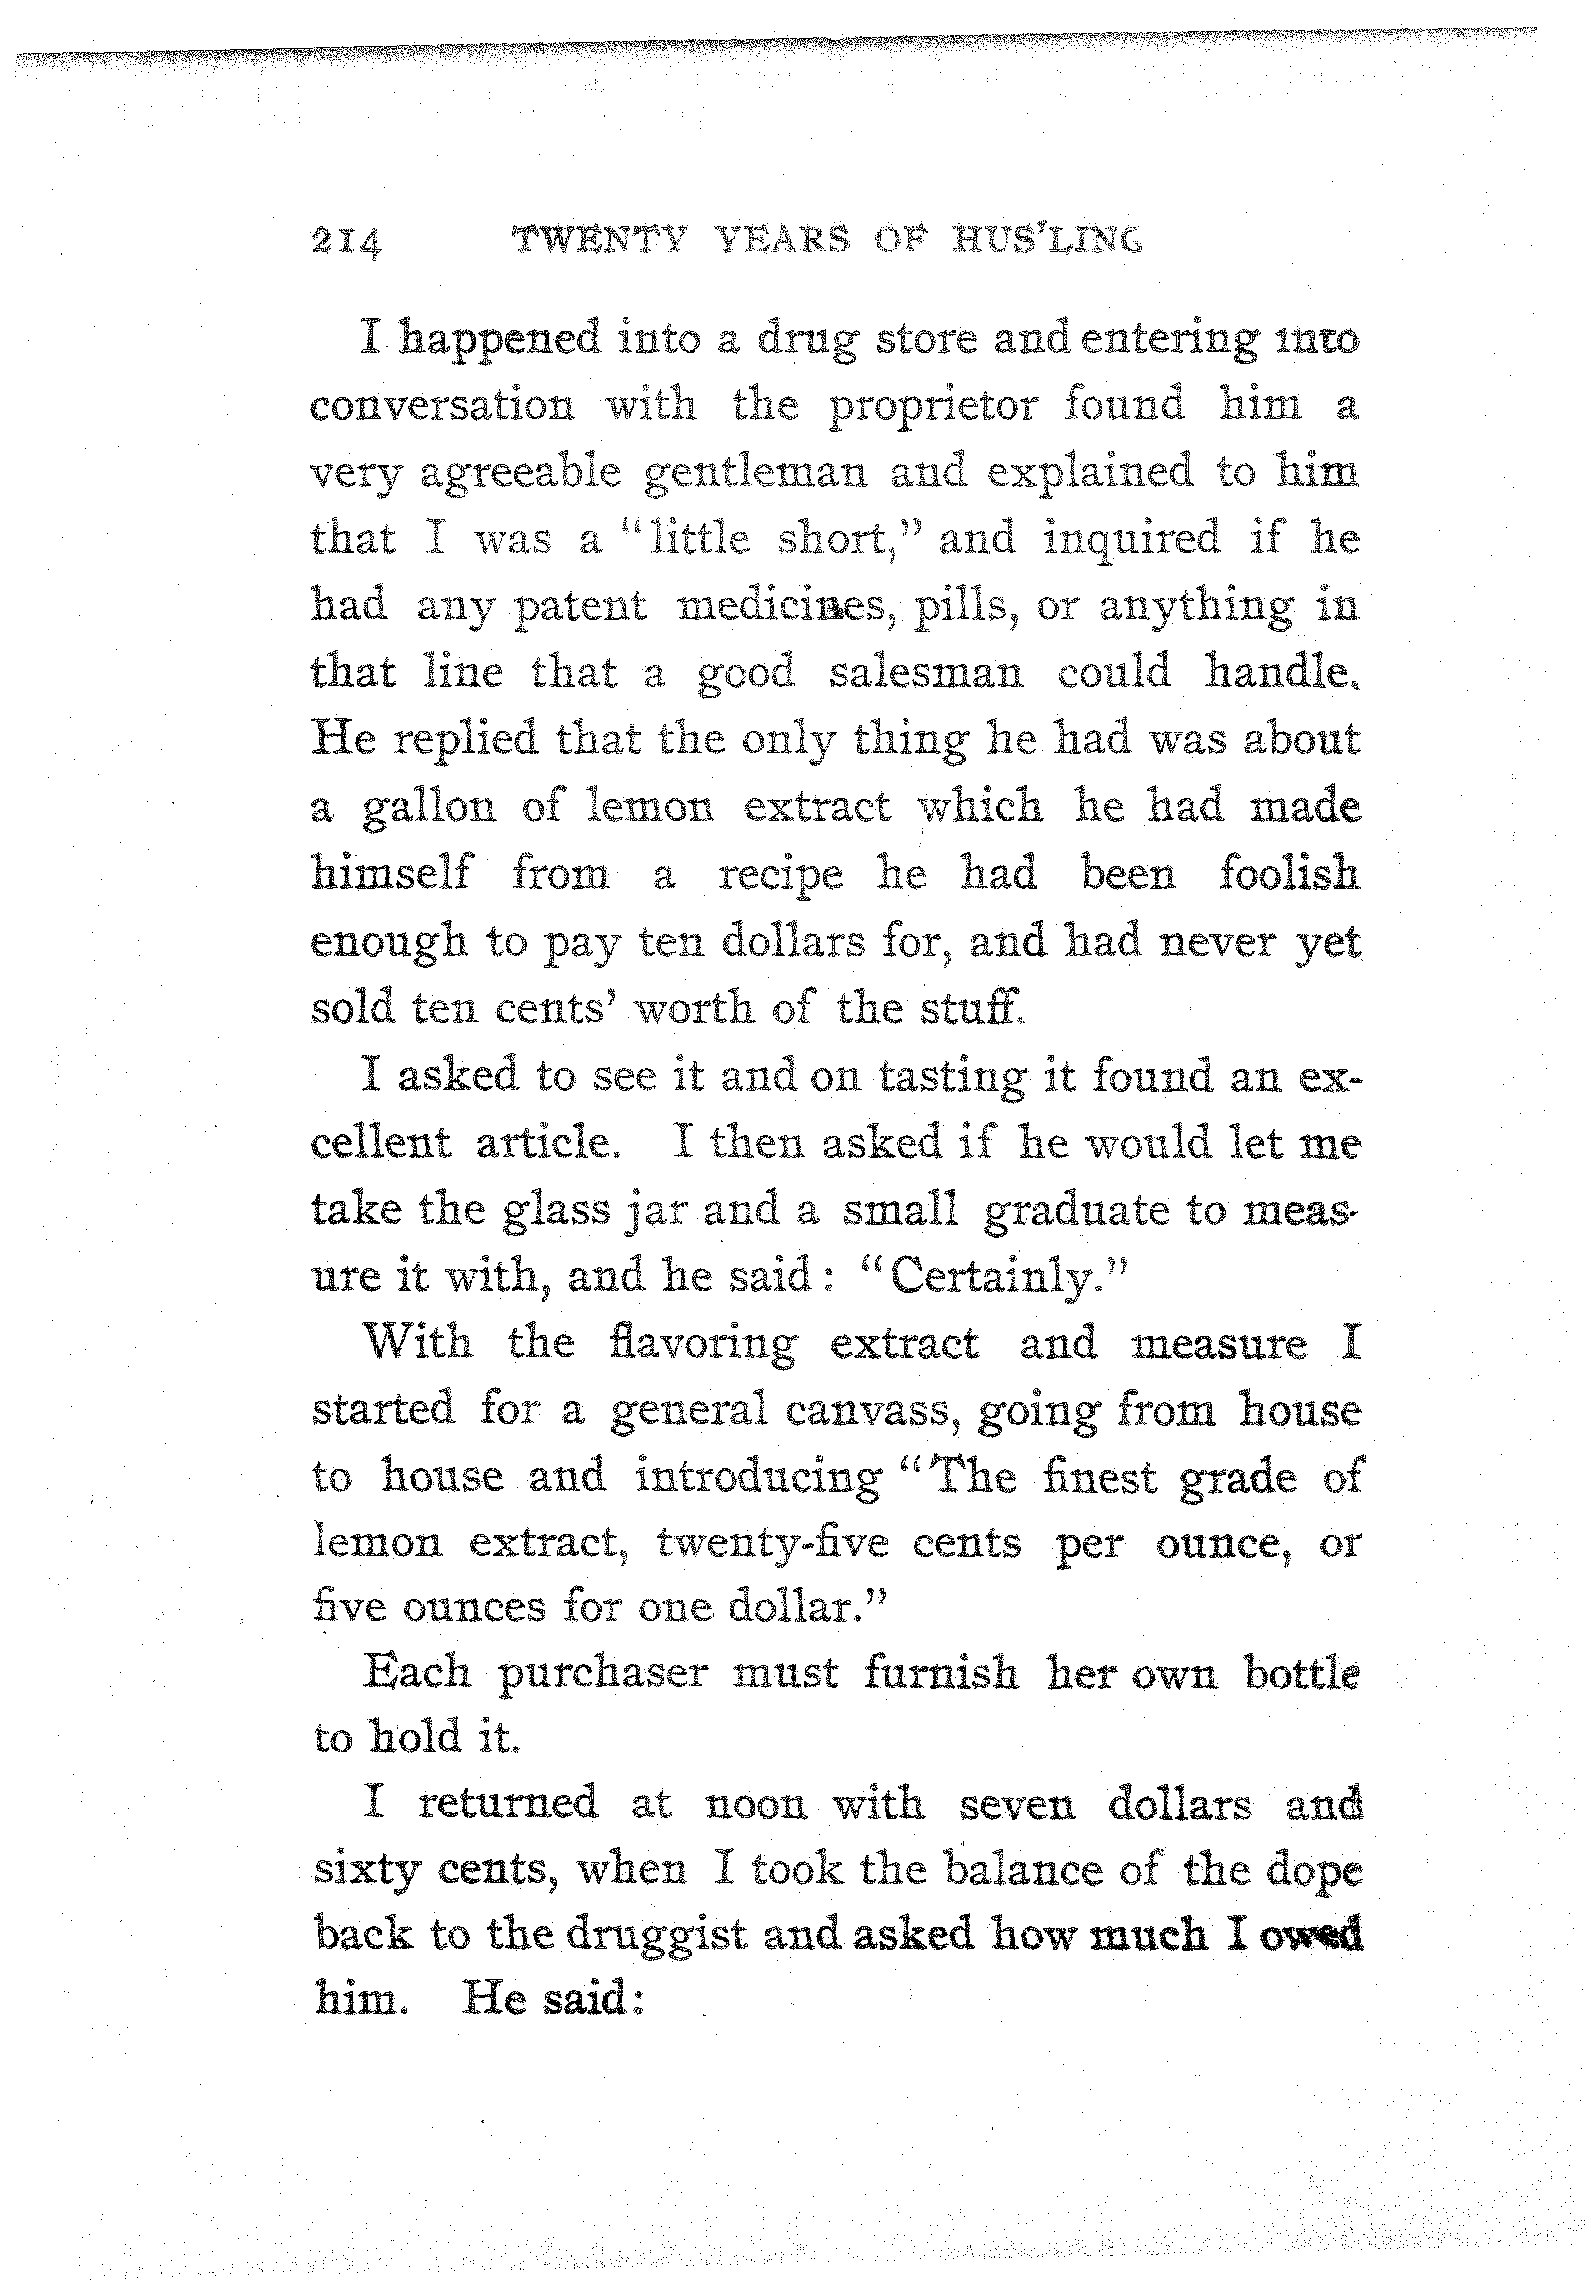 214 TWENTY YEARS OF HUS'LING
I happened into a drug store and entering into
conversation with the proprietor found him a
very agreeable gentleman and explained to him
that I was a "little short," and inquired if he
had any patent medicines, pills, or anything in
that line that a good salesman could handle.
He replied that the only thing he had was about
a gallon of lemon extract which he had made
himself from a recipe he had been foolish
enough to pay ten dollars for, and had never yet
sold ten cents' worth of the stuff.
I asked to see it and on tasting it found an ex-
cellent article. I then asked if he would let me
take the glass jar and a small graduate to meas-
ure it with, and he said: "Certainly."
With the flavoring extract and measure I
started for a general canvass, going from house
to house and introducing "The finest grade of
lemon extract, twenty-five cents per ounce, or
five ounces for one dollar."
Each purchaser must furnish her own bottle
to hold it.
I returned at noon with seven dollars and
sixty cents, when I took the balance of the dope
back to the druggist and asked how much I owed
him. He said: